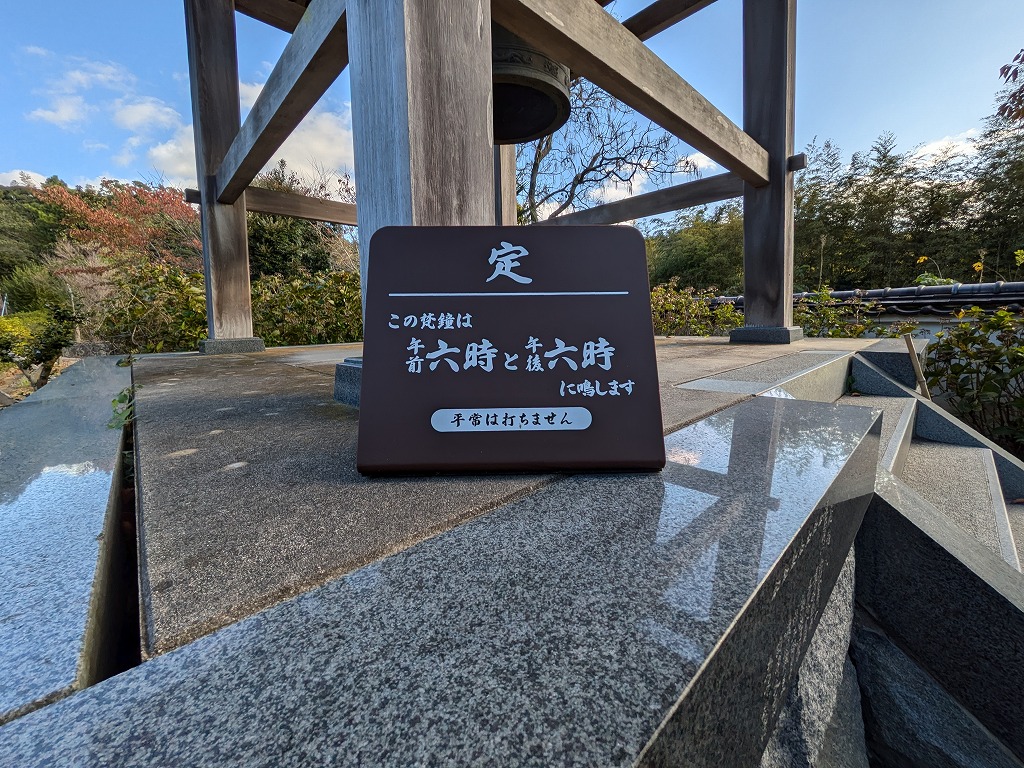 定
この梵鐘は
午前六時と午後六時
に鳴します
平常は打ちません